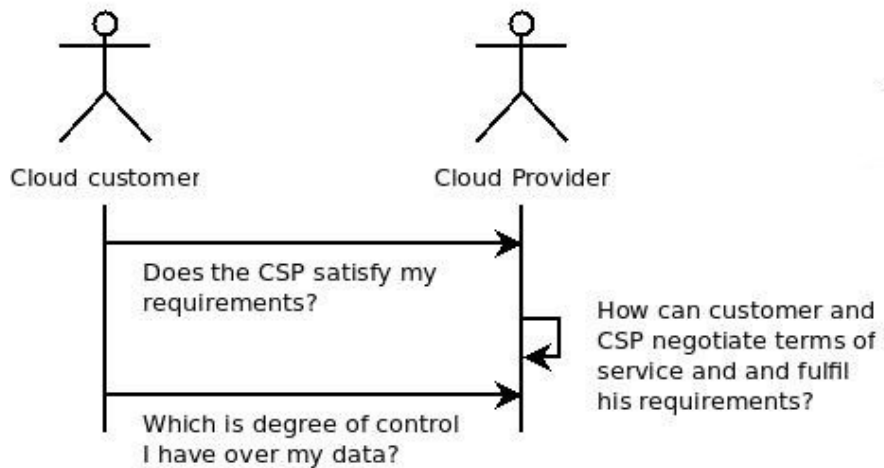 Cloud customer
Cloud Provider
Does the CSP satisfy my
requirements?
How can customer and
CSP negotiate terms of
service and and fulfil
his requirements?
Which is degree of control
I have over my data?